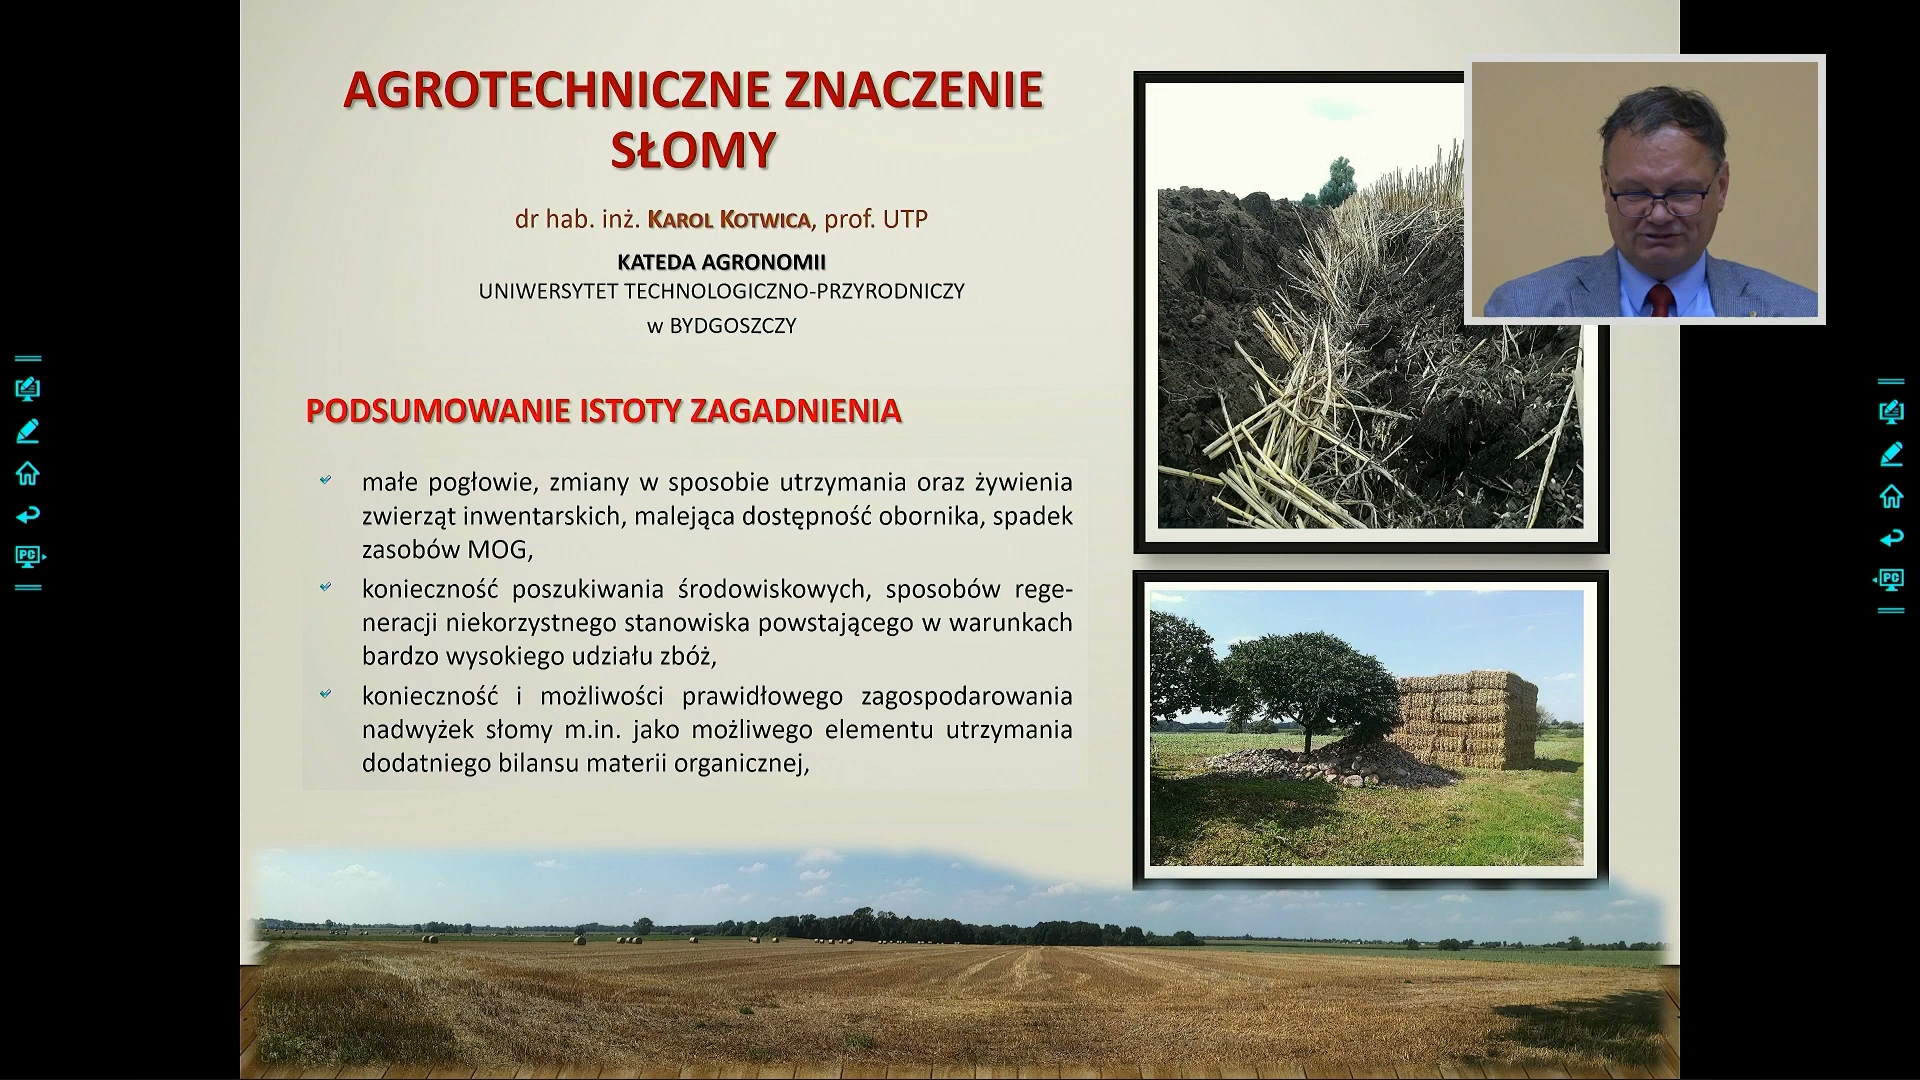 AGROTECHNICZNE ZNACZENIE
SŁOMY
dr hab. inż. KAROL KOTWICA, prof. UTP
KATEDA AGRONOMII
UNIWERSYTET TECHNOLOGICZNO-PRZYRODNICZY
w BYDGOSZCZY
PODSUMOWANIE ISTOTY ZAGADNIENIA
małe pogłowie, zmiany w sposobie utrzymania oraz żywienia
zwierząt inwentarskich, malejąca dostępność obornika, spadek
zasobów MOG,
konieczność poszukiwania środowiskowych, sposobów rege-
neracji niekorzystnego stanowiska powstającego w warunkach
bardzo wysokiego udziału zbóż,
konieczność i możliwości prawidłowego zagospodarowania
nadwyżek słomy m.in. jako możliwego elementu utrzymania
dodatniego bilansu materii organicznej,
PC
PC